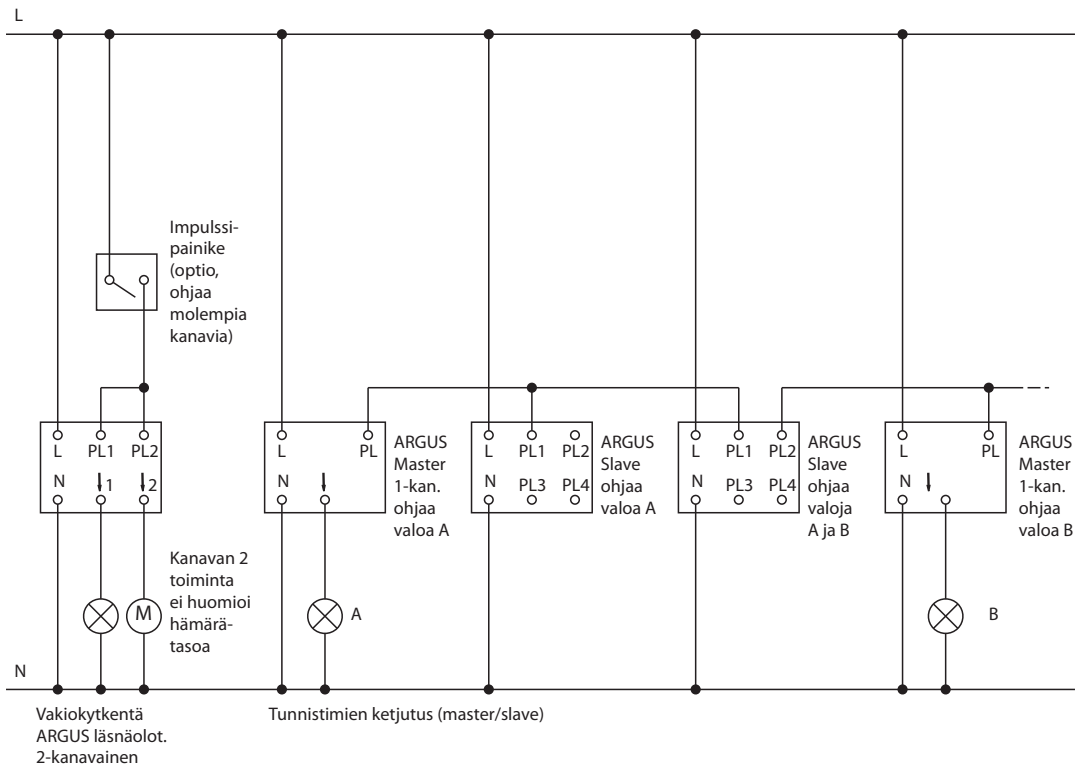 L
Impulssi-
painike
(optio,
ohjaa
molempia
kanavia)
L PL1 PL2
N 1 2
L PL
N
ARGUS
Master
1-kan.
ohjaa
valoa A
L PL1 PL2
N PL3 PL4
ARGUS
Slave
ohjaa
valoa A
L PL1 PL2
N PL3 PL4
ARGUS
Slave
ohjaa
valoja
A ja B
L PL
N
ARGUS
Master
1-kan.
ohjaa
valoa B
Kanavan 2
toiminta
ei huomioi
hämärä-
tasoa
M
A
B
N
Vakiokytkentä
ARGUS läsnäolot.
2-kanavainen
Tunnistimien ketjutus (master/slave)